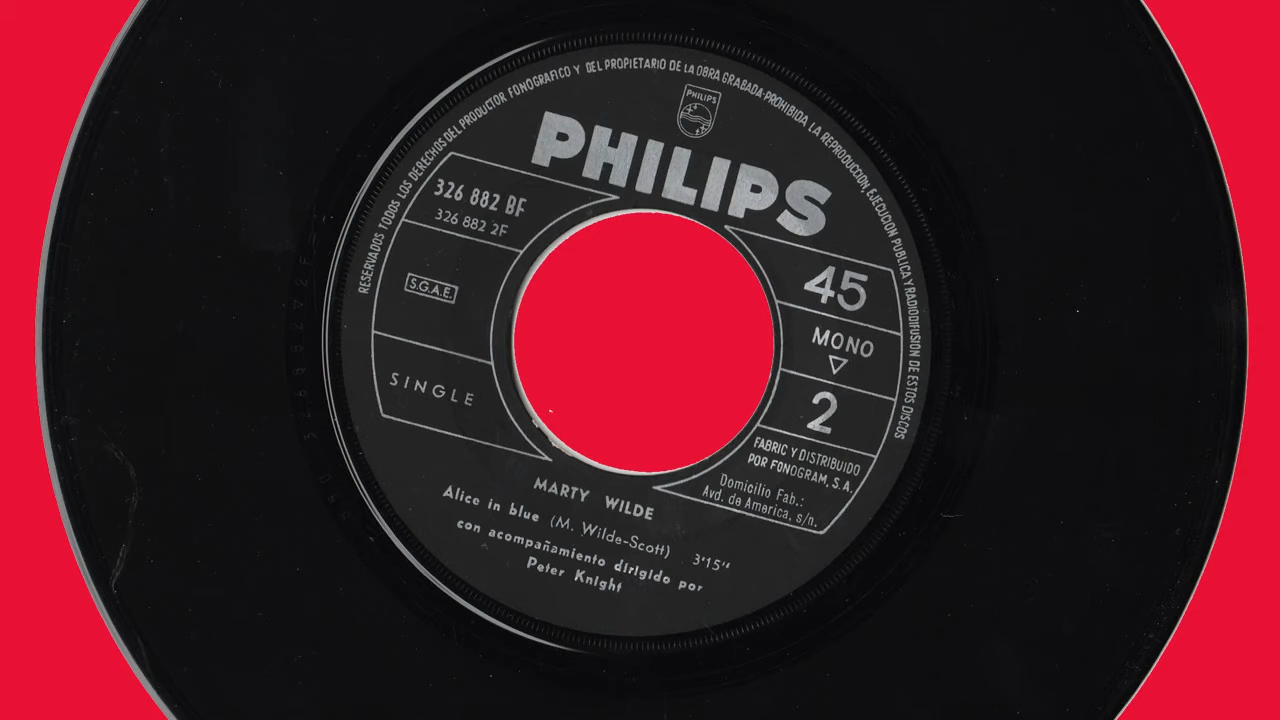 RESERVADOS TODOS LOS DERECHOS DEL PRODUCTOR FONOGRAFICO Y DEL PROPIETARIO DE LA OBRA GRABADA-PROHIBIDA LA REPRODUCCION, EJECUCION PUBLICA Y RADIODIFUSION DE ESTOS DISCOS
PHILIPS
PHILIPS
326 882 BF
326 882 2F
S.G.A.E.
SINGLE
45
MONO
2
FABRIC Y DISTRIBUIDO
POR FONOGRAM, S.A.
Domicilio Fab.:
Avd. de America, s/n.
MARTY WILDE
Alice in blue (M. Wilde-Scott) 3'15"
con acompañamiento dirigido por
Peter Knight